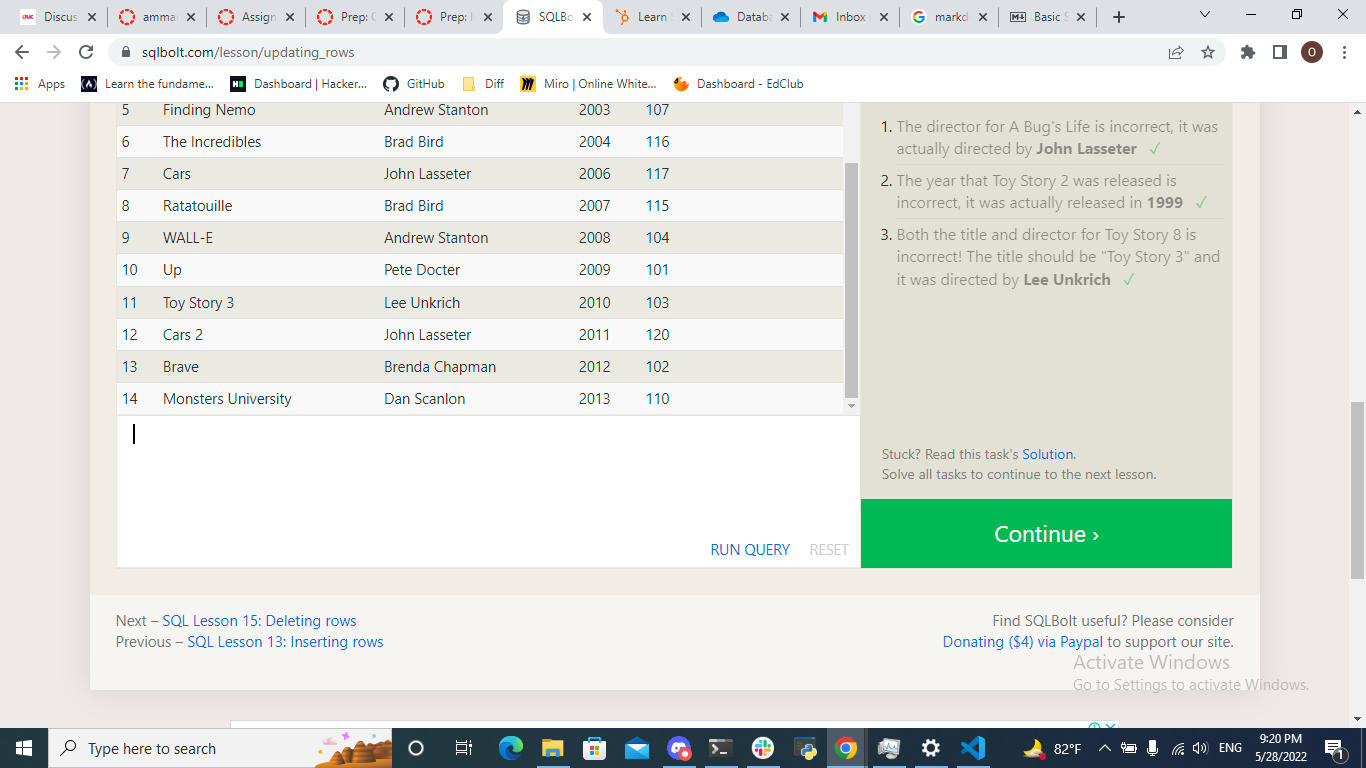 Discus
amma
Assign
Prep: C
Prep:
SQLBo
Learn S
Datab
Inbox
markd
Basic S
sqlbolt.com/lesson/updating_rows
O
Apps Learn the fundame... Dashboard | Hacker... GitHub Diff Miro | Online White... Dashboard - EdClub
5 Finding Nemo Andrew Stanton 2003 107
6 The Incredibles Brad Bird 2004 116
7 Cars John Lasseter 2006 117
8 Ratatouille Brad Bird 2007 115
9 WALL-E Andrew Stanton 2008 104
10 Up Pete Docter 2009 101
11 Toy Story 3 Lee Unkrich 2010 103
12 Cars 2 John Lasseter 2011 120
13 Brave Brenda Chapman 2012 102
14 Monsters University Dan Scanlon 2013 110
RUN QUERY RESET
1. The director for A Bug's Life is incorrect, it was
actually directed by John Lasseter ✓
2. The year that Toy Story 2 was released is
incorrect, it was actually released in 1999 ✓
3. Both the title and director for Toy Story 8 is
incorrect! The title should be "Toy Story 3" and
it was directed by Lee Unkrich ✓
Stuck? Read this task's Solution.
Solve all tasks to continue to the next lesson.
Continue ›
Next – SQL Lesson 15: Deleting rows
Previous – SQL Lesson 13: Inserting rows
Find SQLBolt useful? Please consider
Donating ($4) via Paypal to support our site.
Activate Windows
Go to Settings to activate Windows.
Type here to search
82°F
ENG
9:20 PM
5/28/2022
1